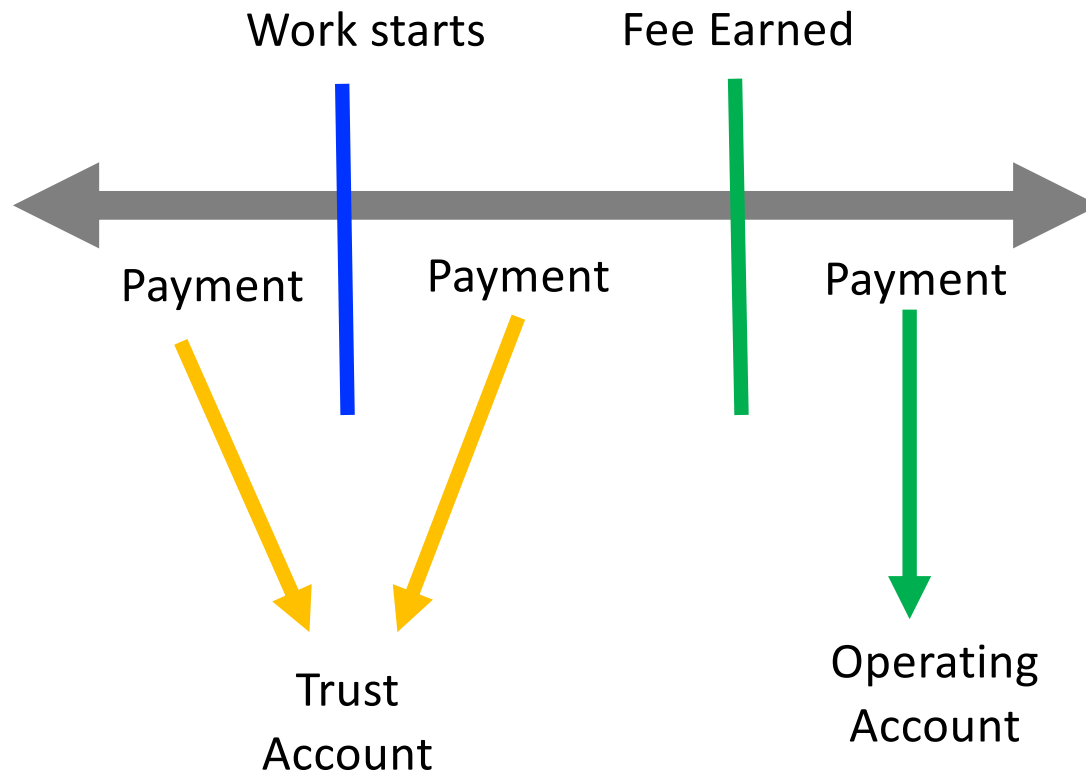 Work starts
Fee Earned
Payment
Payment
Payment
Trust
Account
Operating
Account